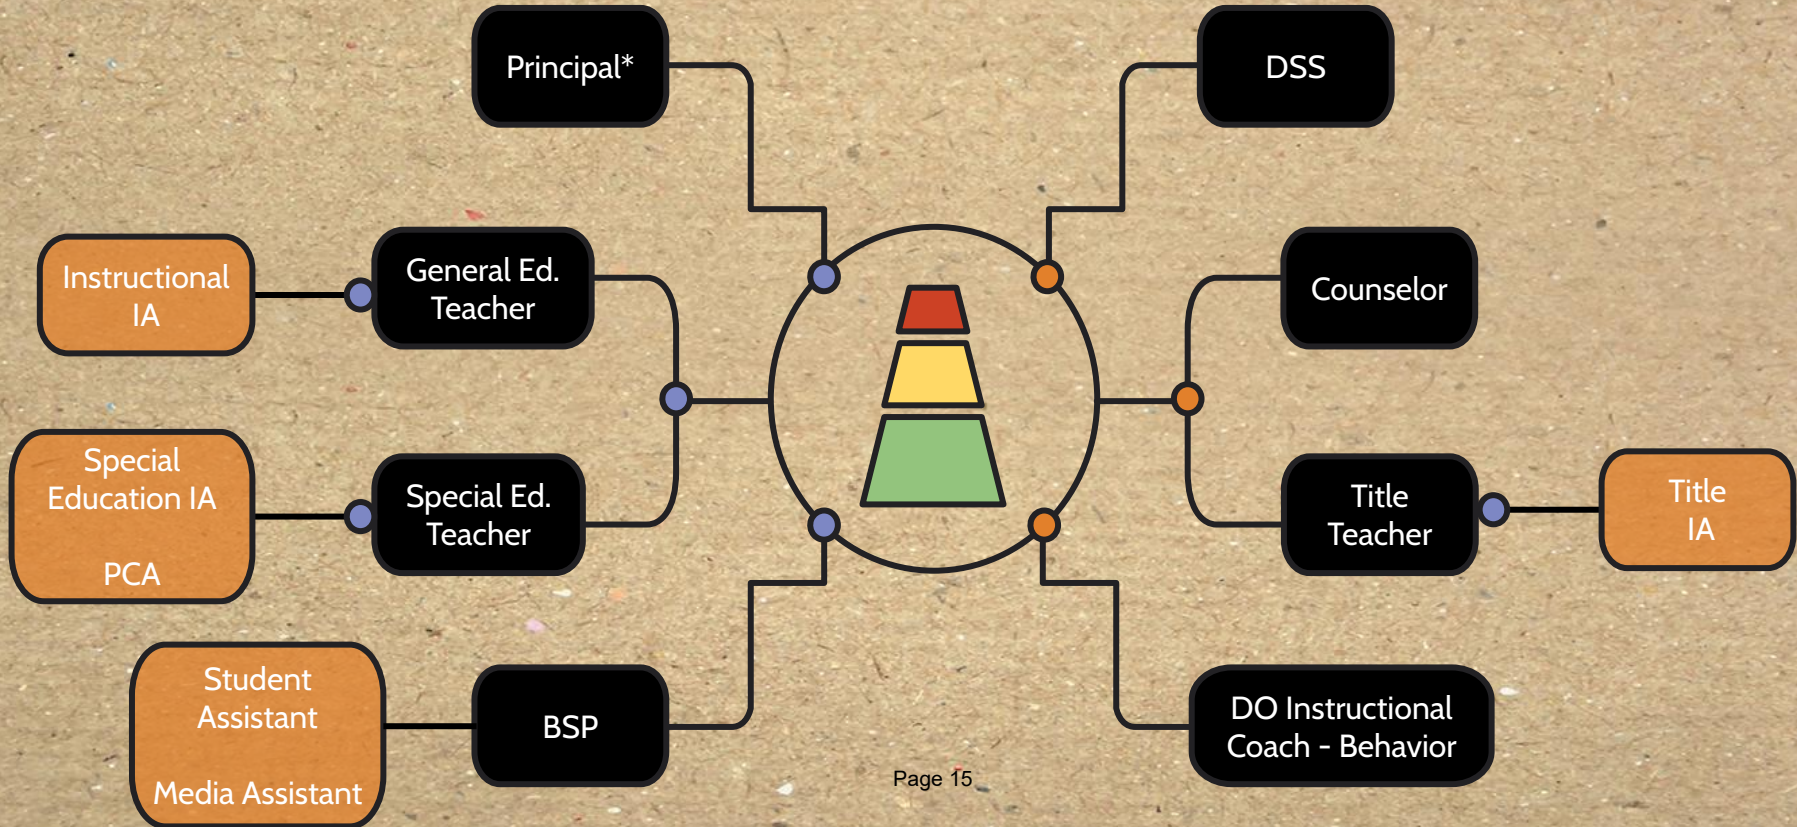 Principal*
DSS
Instructional
IA
General Ed.
Teacher
Counselor
Special
Education IA
PCA
Special Ed.
Teacher
Title
Teacher
Title
IA
Student
Assistant
Media Assistant
BSP
DO Instructional
Coach - Behavior
Page 15